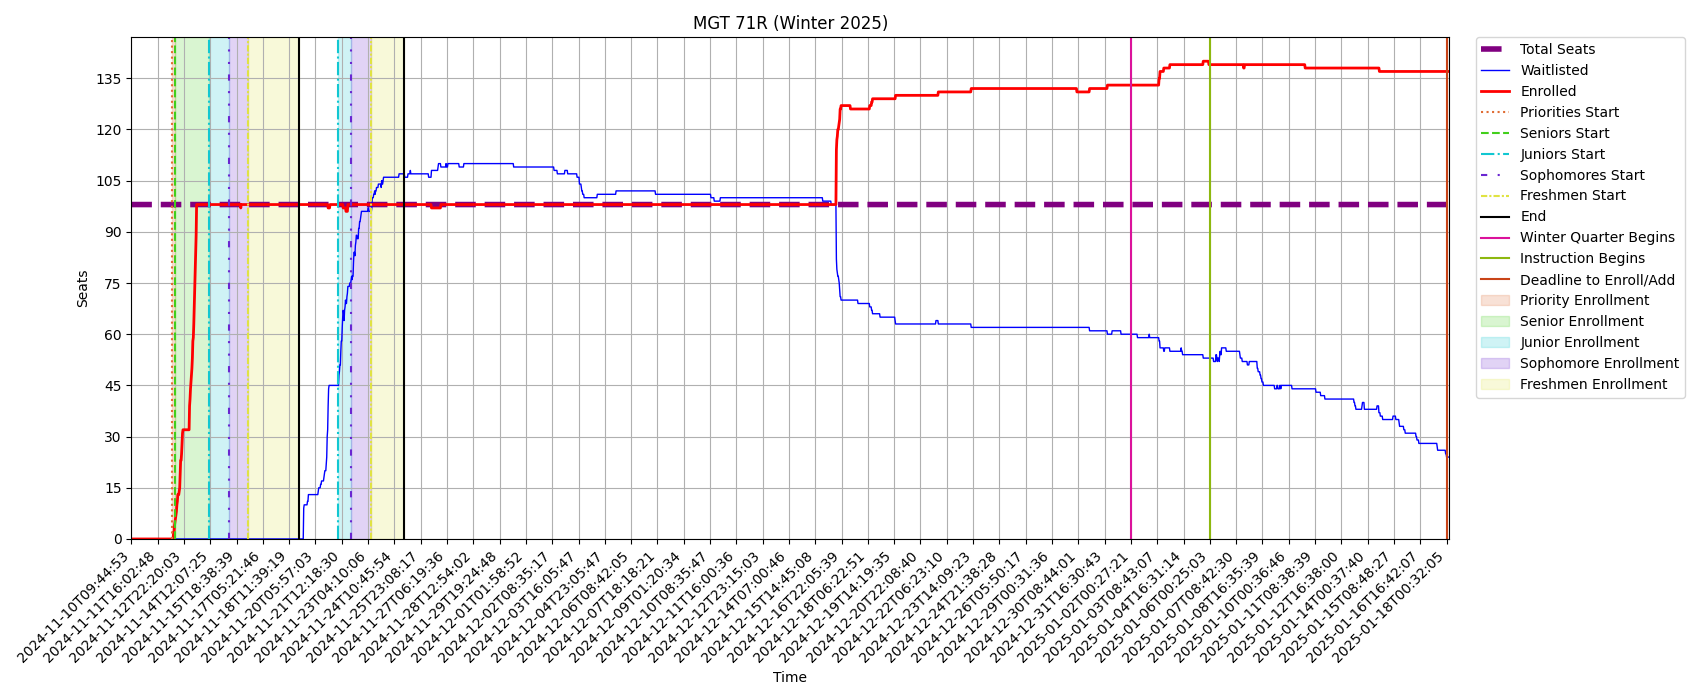 MGT 71R (Winter 2025)
Seats
135
120
105
90
75
60
45
30
15
0
2024-11-10T09:44:53
2024-11-11T16:02:48
2024-11-12T22:20:03
2024-11-14T12:07:25
2024-11-15T18:38:39
2024-11-17T05:21:46
2024-11-18T11:39:19
2024-11-20T05:57:03
2024-11-21T12:18:30
2024-11-23T04:10:06
2024-11-24T10:45:54
2024-11-25T23:08:17
2024-11-27T06:19:36
2024-11-28T12:54:02
2024-11-29T19:24:48
2024-12-01T01:58:52
2024-12-02T08:35:17
2024-12-03T16:05:47
2024-12-04T23:05:47
2024-12-06T08:42:05
2024-12-07T18:18:21
2024-12-09T01:20:34
2024-12-10T08:35:47
2024-12-11T16:00:36
2024-12-12T23:15:03
2024-12-14T07:00:46
2024-12-15T14:45:08
2024-12-16T22:05:39
2024-12-18T06:22:51
2024-12-19T14:19:35
2024-12-20T22:08:40
2024-12-22T06:23:10
2024-12-23T14:09:23
2024-12-24T21:38:28
2024-12-26T05:50:17
2024-12-29T00:31:36
2024-12-30T08:44:01
2024-12-31T16:30:43
2025-01-02T00:27:21
2025-01-03T08:43:07
2025-01-04T16:31:14
2025-01-06T00:25:03
2025-01-07T08:42:30
2025-01-08T16:35:39
2025-01-10T00:36:46
2025-01-11T08:38:39
2025-01-12T16:38:00
2025-01-14T00:37:40
2025-01-15T08:48:27
2025-01-16T16:42:07
2025-01-18T00:32:05
Time
Total Seats
Waitlisted
Enrolled
Priorities Start
Seniors Start
Juniors Start
Sophomores Start
Freshmen Start
End
Winter Quarter Begins
Instruction Begins
Deadline to Enroll/Add
Priority Enrollment
Senior Enrollment
Junior Enrollment
Sophomore Enrollment
Freshmen Enrollment